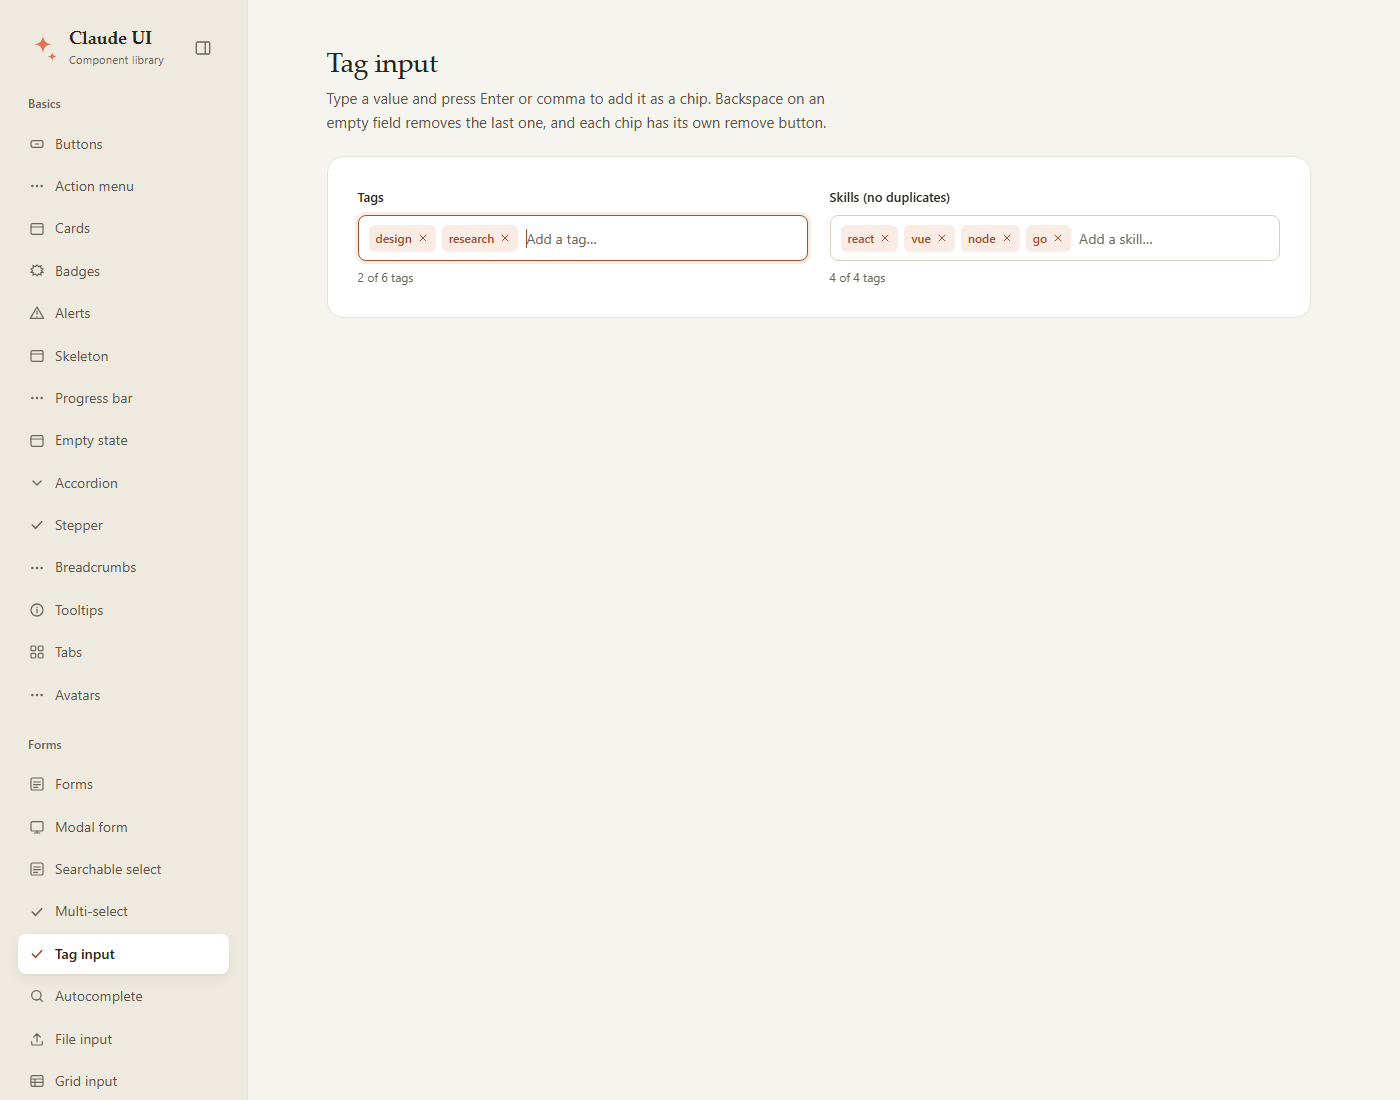 Claude UI
Component library
Basics
Buttons
Action menu
Cards
Badges
Alerts
Skeleton
Progress bar
Empty state
Accordion
Stepper
Breadcrumbs
Tooltips
Tabs
Avatars
Forms
Forms
Modal form
Searchable select
Multi-select
Tag input
Autocomplete
File input
Grid input
Tag input
Type a value and press Enter or comma to add it as a chip. Backspace on an
empty field removes the last one, and each chip has its own remove button.
Tags
design research Add a tag...
2 of 6 tags
Skills (no duplicates)
react vue node go Add a skill...
4 of 4 tags